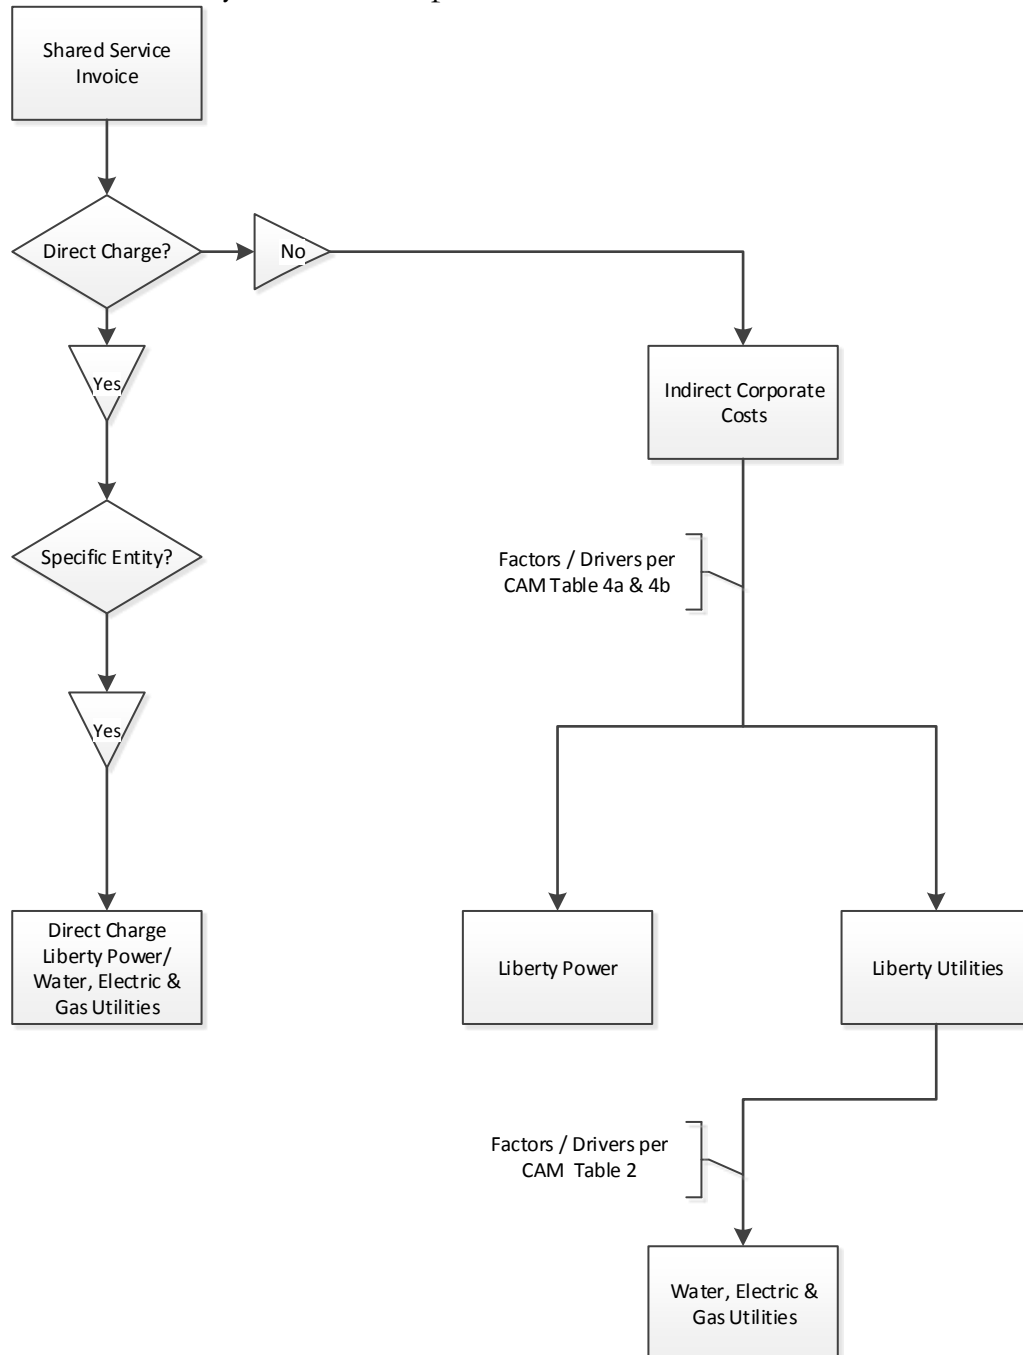 Shared Service
Invoice
Direct Charge?
No
Yes
Indirect Corporate
Costs
Specific Entity?
Factors / Drivers per
CAM Table 4a & 4b
Yes
Direct Charge
Liberty Power/
Water, Electric &
Gas Utilities
Liberty Power
Liberty Utilities
Factors / Drivers per
CAM Table 2
Water, Electric &
Gas Utilities